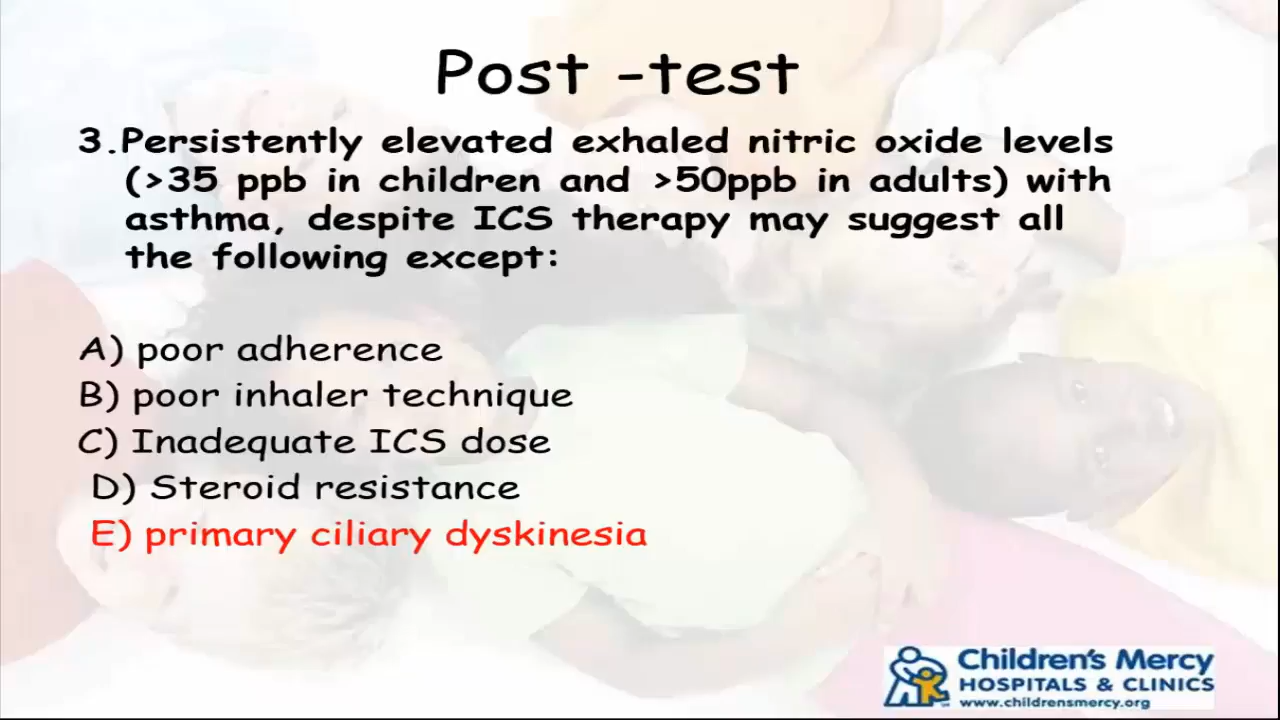 Post -test
3.Persistently elevated exhaled nitric oxide levels
(>35 ppb in children and >50ppb in adults) with
asthma, despite ICS therapy may suggest all
the following except:
A) poor adherence
B) poor inhaler technique
C) Inadequate ICS dose
D) Steroid resistance
E) primary ciliary dyskinesia
Children's Mercy
HOSPITALS & CLINICS
www.childrensmercy.org